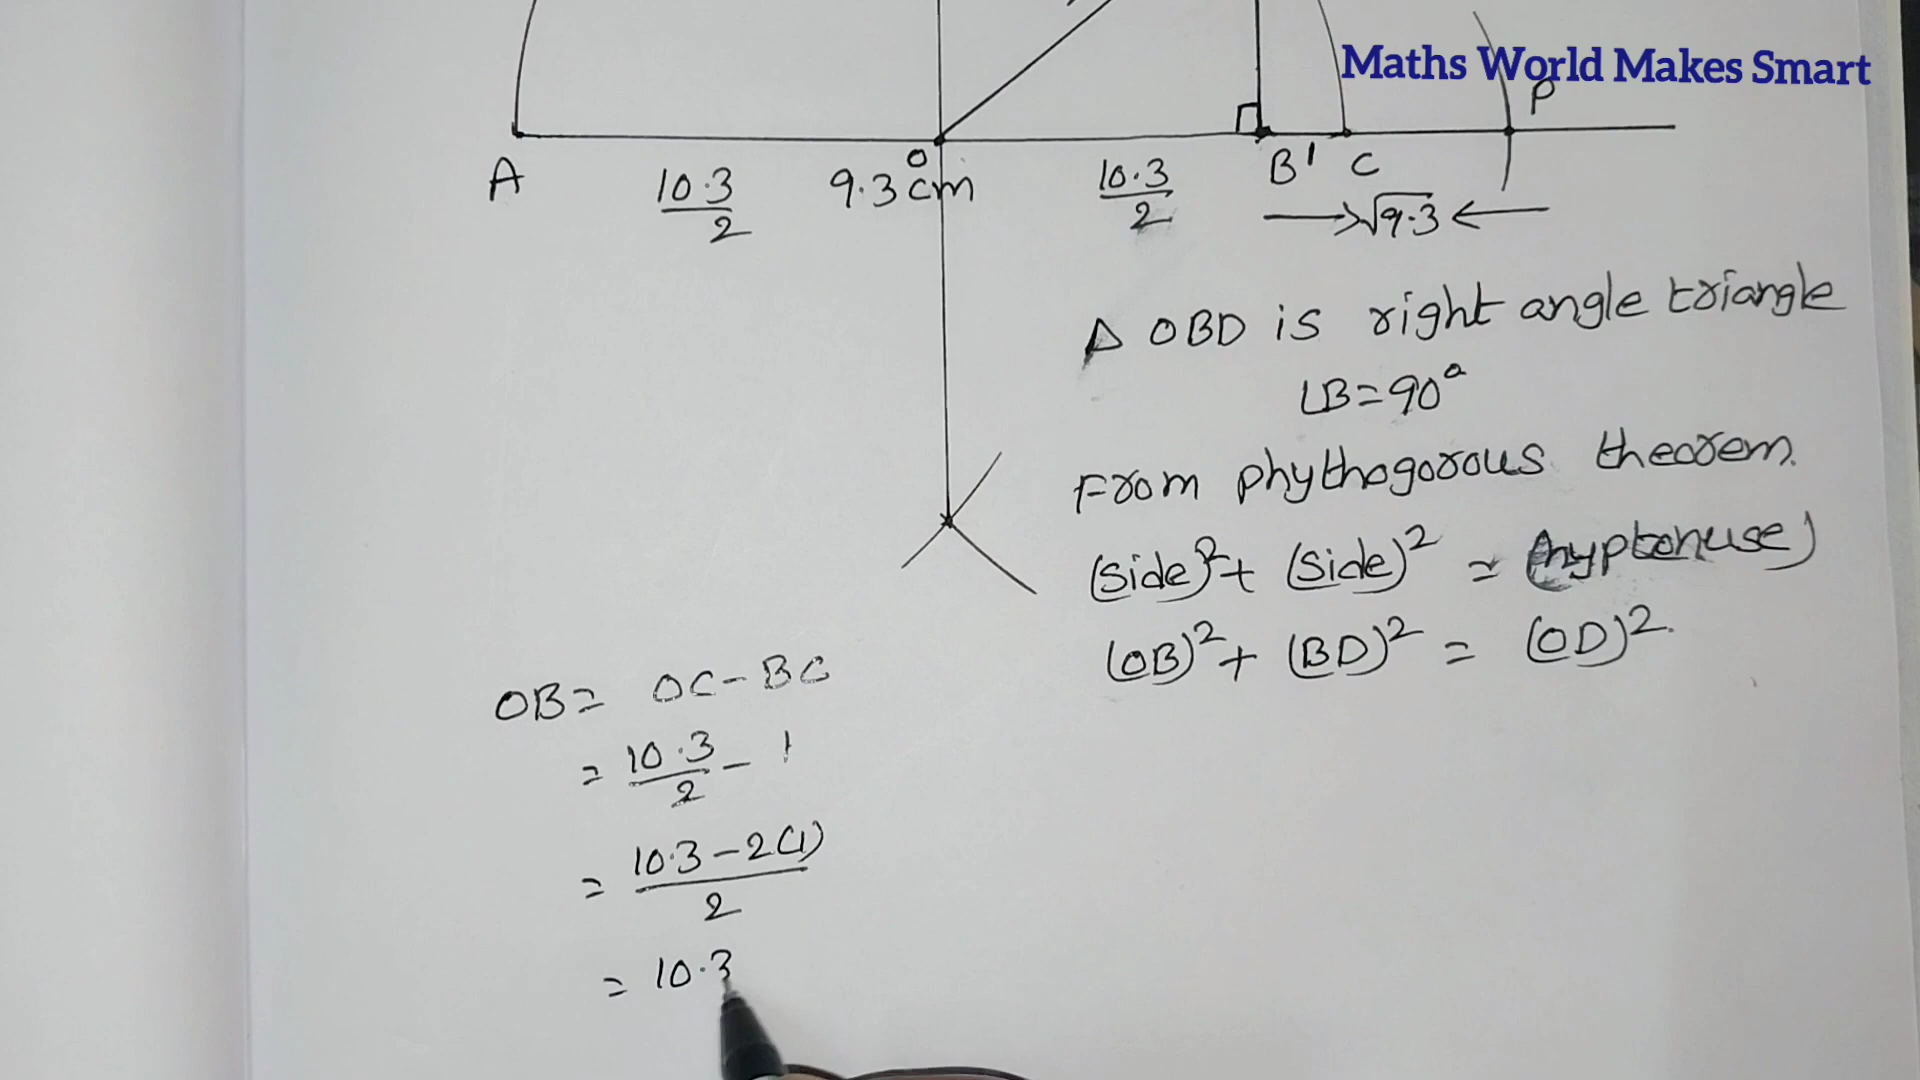 Maths World Makes Smart
P
A 10.3/2 9.3 cm O 10.3/2 B 1 C
→√9.3←
Δ OBD is right angle triangle
∠B=90°
From phythogorous theorem.
(side)²+ (side)² = (hyptenuse)
(OB)²+ (BD)² = (OD)².
OB= OC-BC
= 10.3/2 - 1
= 10.3-2(1)/2
= 10.3